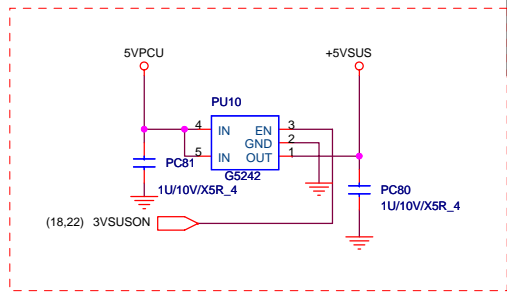 5VPCU
+5VSUS
PU10
4 IN EN 3
GND 2
5 IN OUT 1
PC81
G5242
1U/10V/X5R_4
PC80
1U/10V/X5R_4
(18,22) 3VSUSON